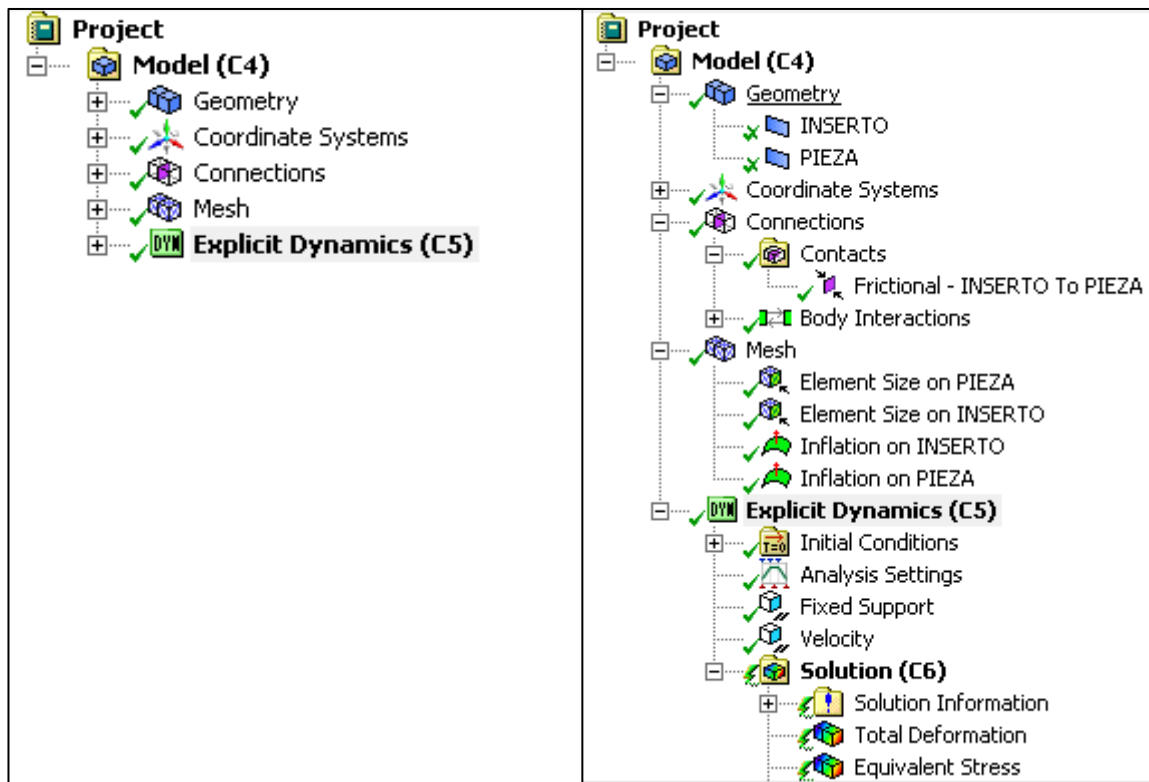 Project
Model (C4)
Geometry
Coordinate Systems
Connections
Mesh
DYN Explicit Dynamics (C5)
Project
Model (C4)
Geometry
INSERTO
PIEZA
Coordinate Systems
Connections
Contacts
Frictional - INSERTO To PIEZA
Body Interactions
Mesh
Element Size on PIEZA
Element Size on INSERTO
Inflation on INSERTO
Inflation on PIEZA
DYN Explicit Dynamics (C5)
T=0 Initial Conditions
Analysis Settings
Fixed Support
Velocity
Solution (C6)
Solution Information
Total Deformation
Equivalent Stress